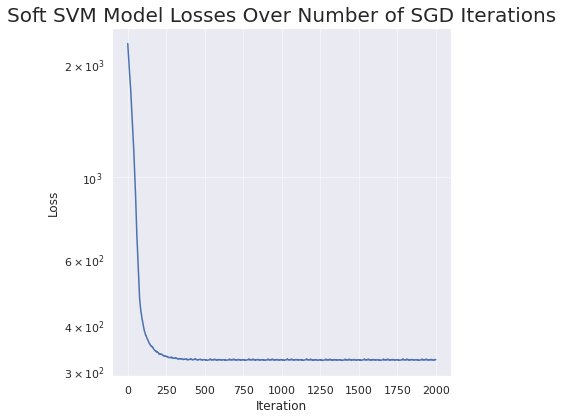 Soft SVM Model Losses Over Number of SGD Iterations
2 × 10³
10³
6 × 10²
4 × 10²
3 × 10²
Loss
0 250 500 750 1000 1250 1500 1750 2000
Iteration